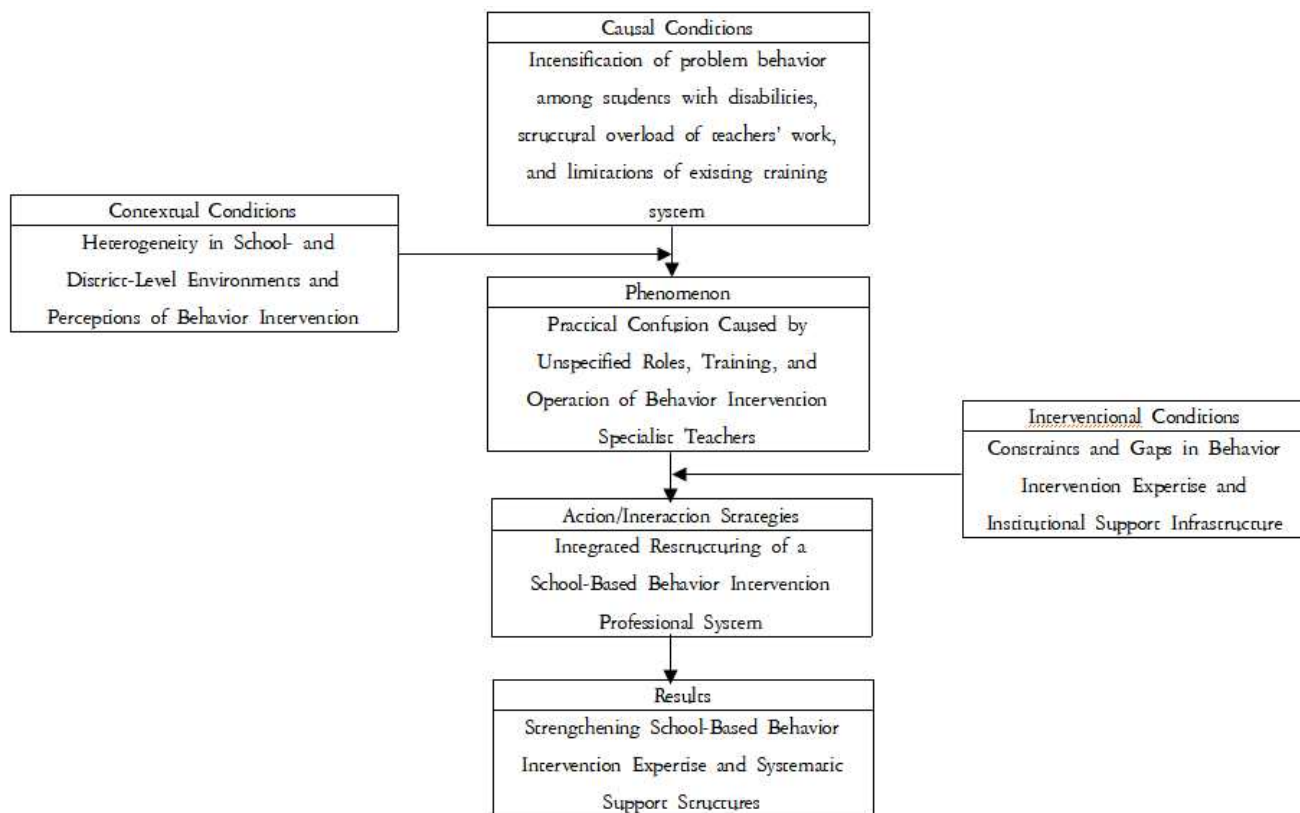 Causal Conditions
Intensification of problem behavior
among students with disabilities,
structural overload of teachers' work,
and limitations of existing training
system
Contextual Conditions
Heterogeneity in School- and
District-Level Environments and
Perceptions of Behavior Intervention
Phenomenon
Practical Confusion Caused by
Unspecified Roles, Training, and
Operation of Behavior Intervention
Specialist Teachers
Interventional Conditions
Constraints and Gaps in Behavior
Intervention Expertise and
Institutional Support Infrastructure
Action/Interaction Strategies
Integrated Restructuring of a
School-Based Behavior Intervention
Professional System
Results
Strengthening School-Based Behavior
Intervention Expertise and Systematic
Support Structures